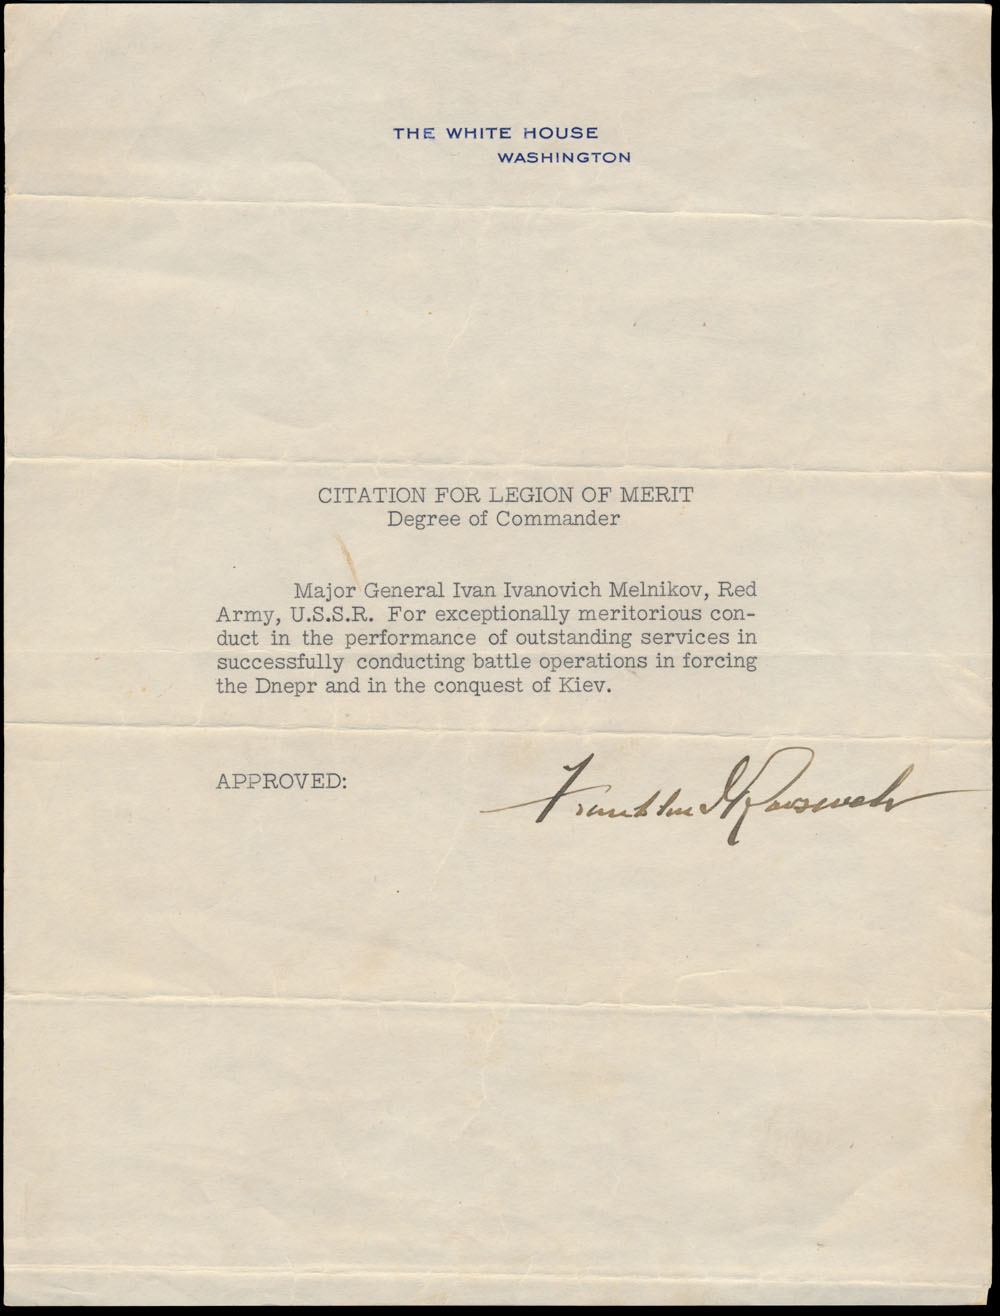 THE WHITE HOUSE
WASHINGTON
CITATION FOR LEGION OF MERIT
Degree of Commander
Major General Ivan Ivanovich Melnikov, Red
Army, U.S.S.R. For exceptionally meritorious con-
duct in the performance of outstanding services in
successfully conducting battle operations in forcing
the Dnepr and in the conquest of Kiev.
APPROVED:
Franklin D Roosevelt